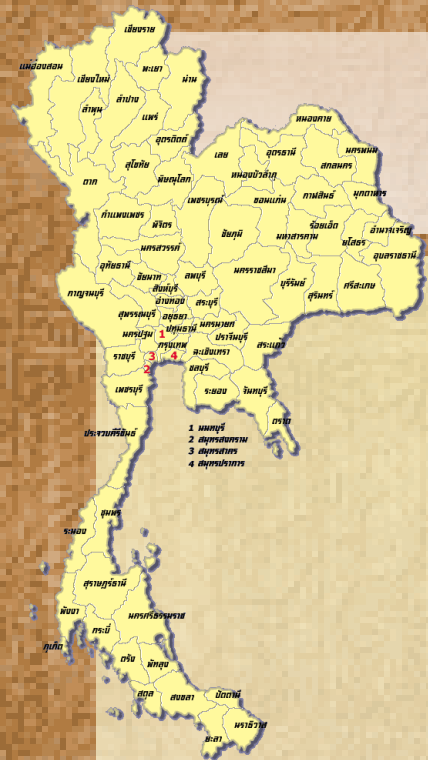 เชียงราย
แม่ฮ่องสอน
พะเยา
เชียงใหม่
น่าน
ลำปาง
ลำพูน
แพร่
หนองคาย
อุตรดิตถ์
เลย
อุดรธานี
นครพนม
สุโขทัย
สกลนคร
หนองบัวลำภู
ตาก
พิษณุโลก
มุกดาหาร
เพชรบูรณ์
ขอนแก่น
กาฬสินธุ์
กำแพงเพชร
พิจิตร
ร้อยเอ็ด
อำนาจเจริญ
ชัยภูมิ
มหาสารคาม
ยโสธร
นครสวรรค์
อุบลราชธานี
อุทัยธานี
ลพบุรี
นครราชสีมา
ชัยนาท
บุรีรัมย์
ศรีสะเกษ
สิงห์บุรี
กาญจนบุรี
สุรินทร์
อ่างทอง
สระบุรี
สุพรรณบุรี
อยุธยา
นครนายก
ปทุมธานี
นครปฐม
1
ปราจีนบุรี
กรุงเทพ
สระแก้ว
ราชบุรี
3
4
ฉะเชิงเทรา
2
ชลบุรี
เพชรบุรี
ระยอง
จันทบุรี
ตราด
ประจวบคีรีขันธ์
1 นนทบุรี
2 สมุทรสงคราม
3 สมุทรสาคร
4 สมุทรปราการ
ชุมพร
ระนอง
สุราษฎร์ธานี
พังงา
นครศรีธรรมราช
กระบี่
ภูเก็ต
ตรัง
พัทลุง
สตูล
สงขลา
ปัตตานี
นราธิวาส
ยะลา